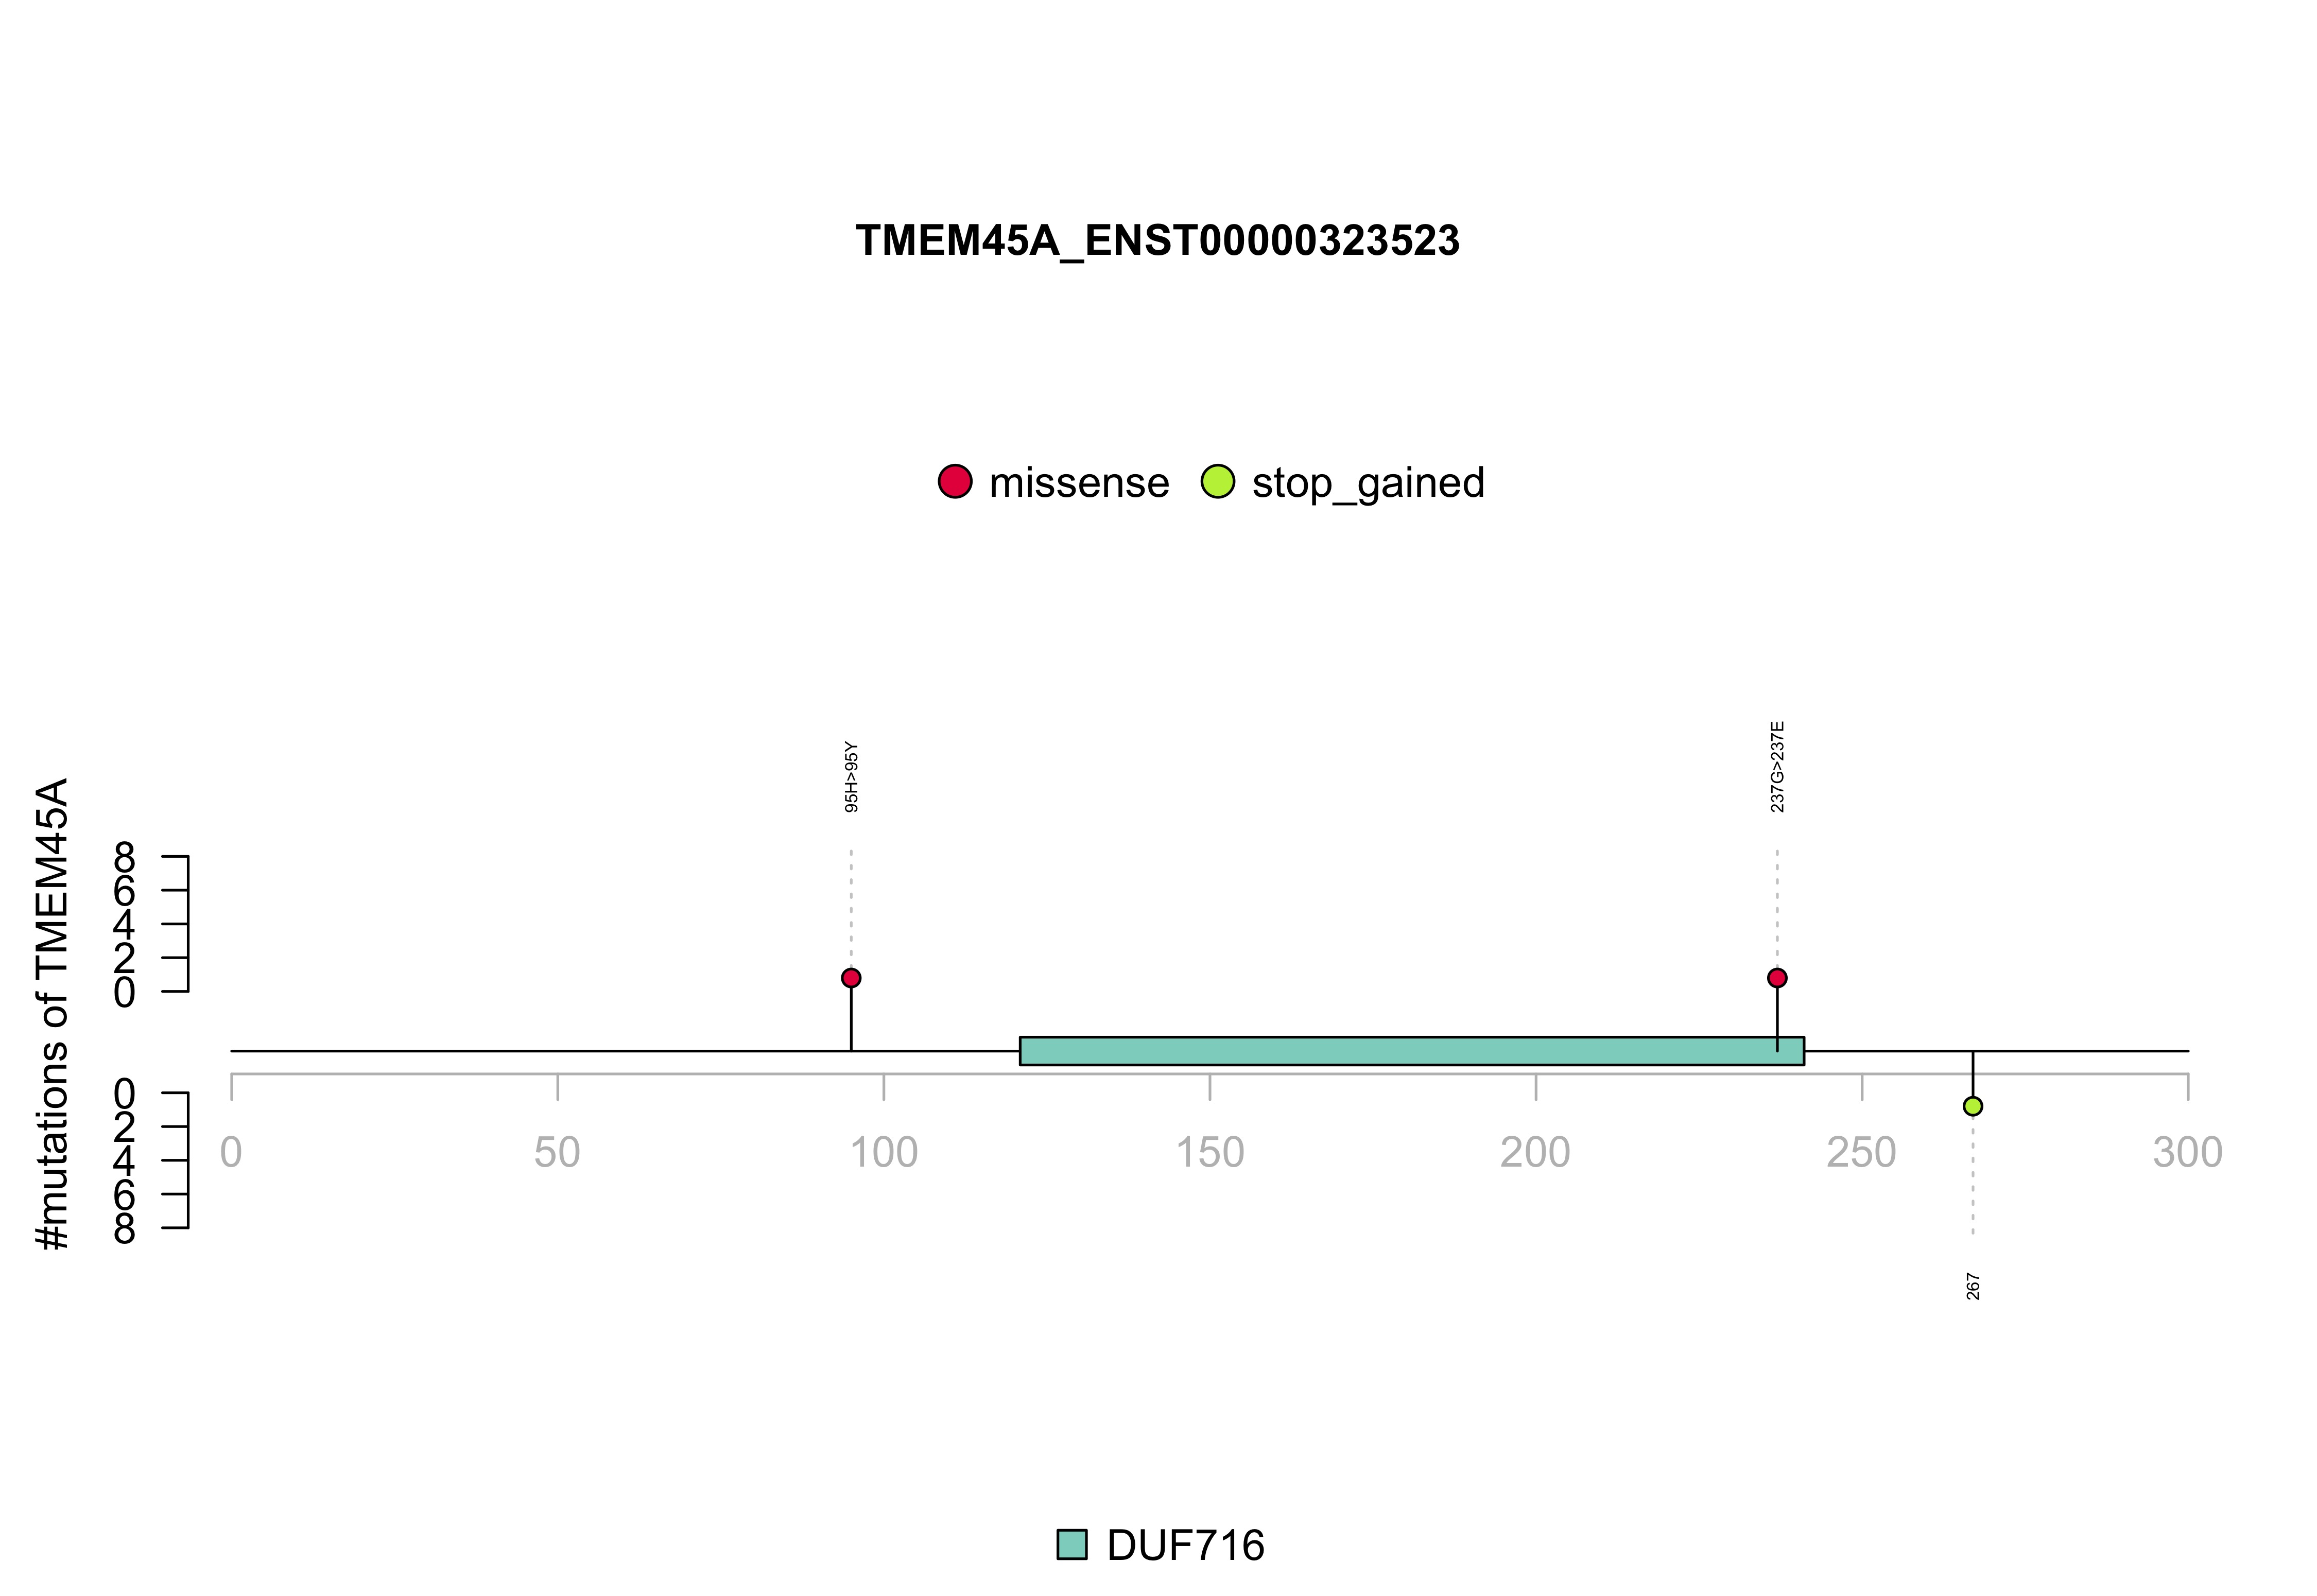 TMEM45A_ENST00000323523
missense stop_gained
95H>95Y
237G>237E
#mutations of TMEM45A
8
6
4
2
0
0
2
4
6
8
0 50 100 150 200 250 300
267
DUF716